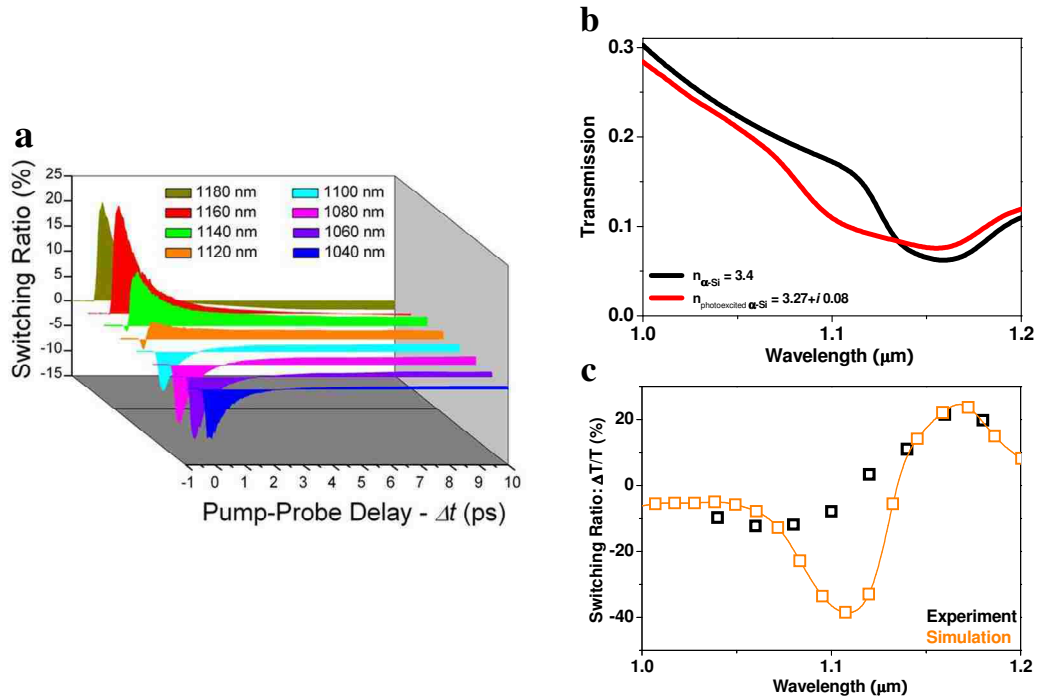 a
Switching Ratio (%)
25
20
15
10
5
0
-5
-10
-15
1180 nm
1160 nm
1140 nm
1120 nm
1100 nm
1080 nm
1060 nm
1040 nm
-1 0 1 2 3 4 5 6 7 8 9 10
Pump-Probe Delay - Δt (ps)
b
Transmission
0.3
0.2
0.1
0.0
n α-Si = 3.4
n photoexcited α-Si = 3.27+i 0.08
1.0 1.1 1.2
Wavelength (μm)
c
Switching Ratio: ΔT/T (%)
20
0
-20
-40
Experiment
Simulation
1.0 1.1 1.2
Wavelength (μm)